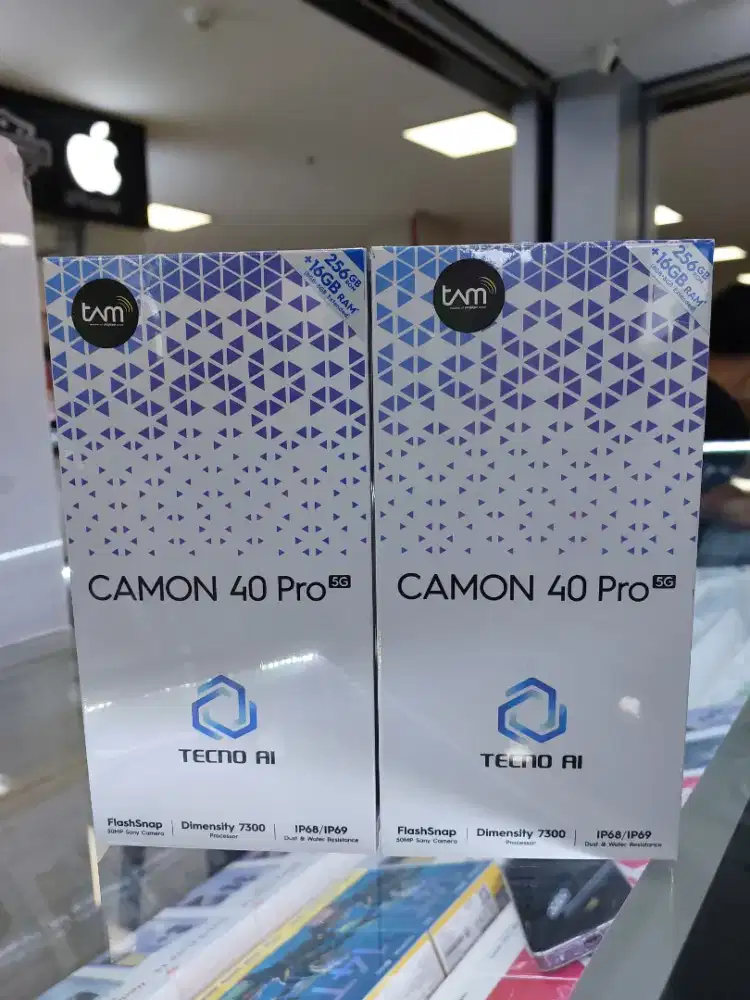 256GB ROM
+16GB RAM*
tam
CAMON 40 Pro 5G
TECNO AI
FlashSnap
50MP Sony Camera
Dimensity 7300
Processor
IP68/IP69
Dust & Water Resistance
256GB ROM
+16GB RAM*
tam
CAMON 40 Pro 5G
TECNO AI
FlashSnap
50MP Sony Camera
Dimensity 7300
Processor
IP68/IP69
Dust & Water Resistance